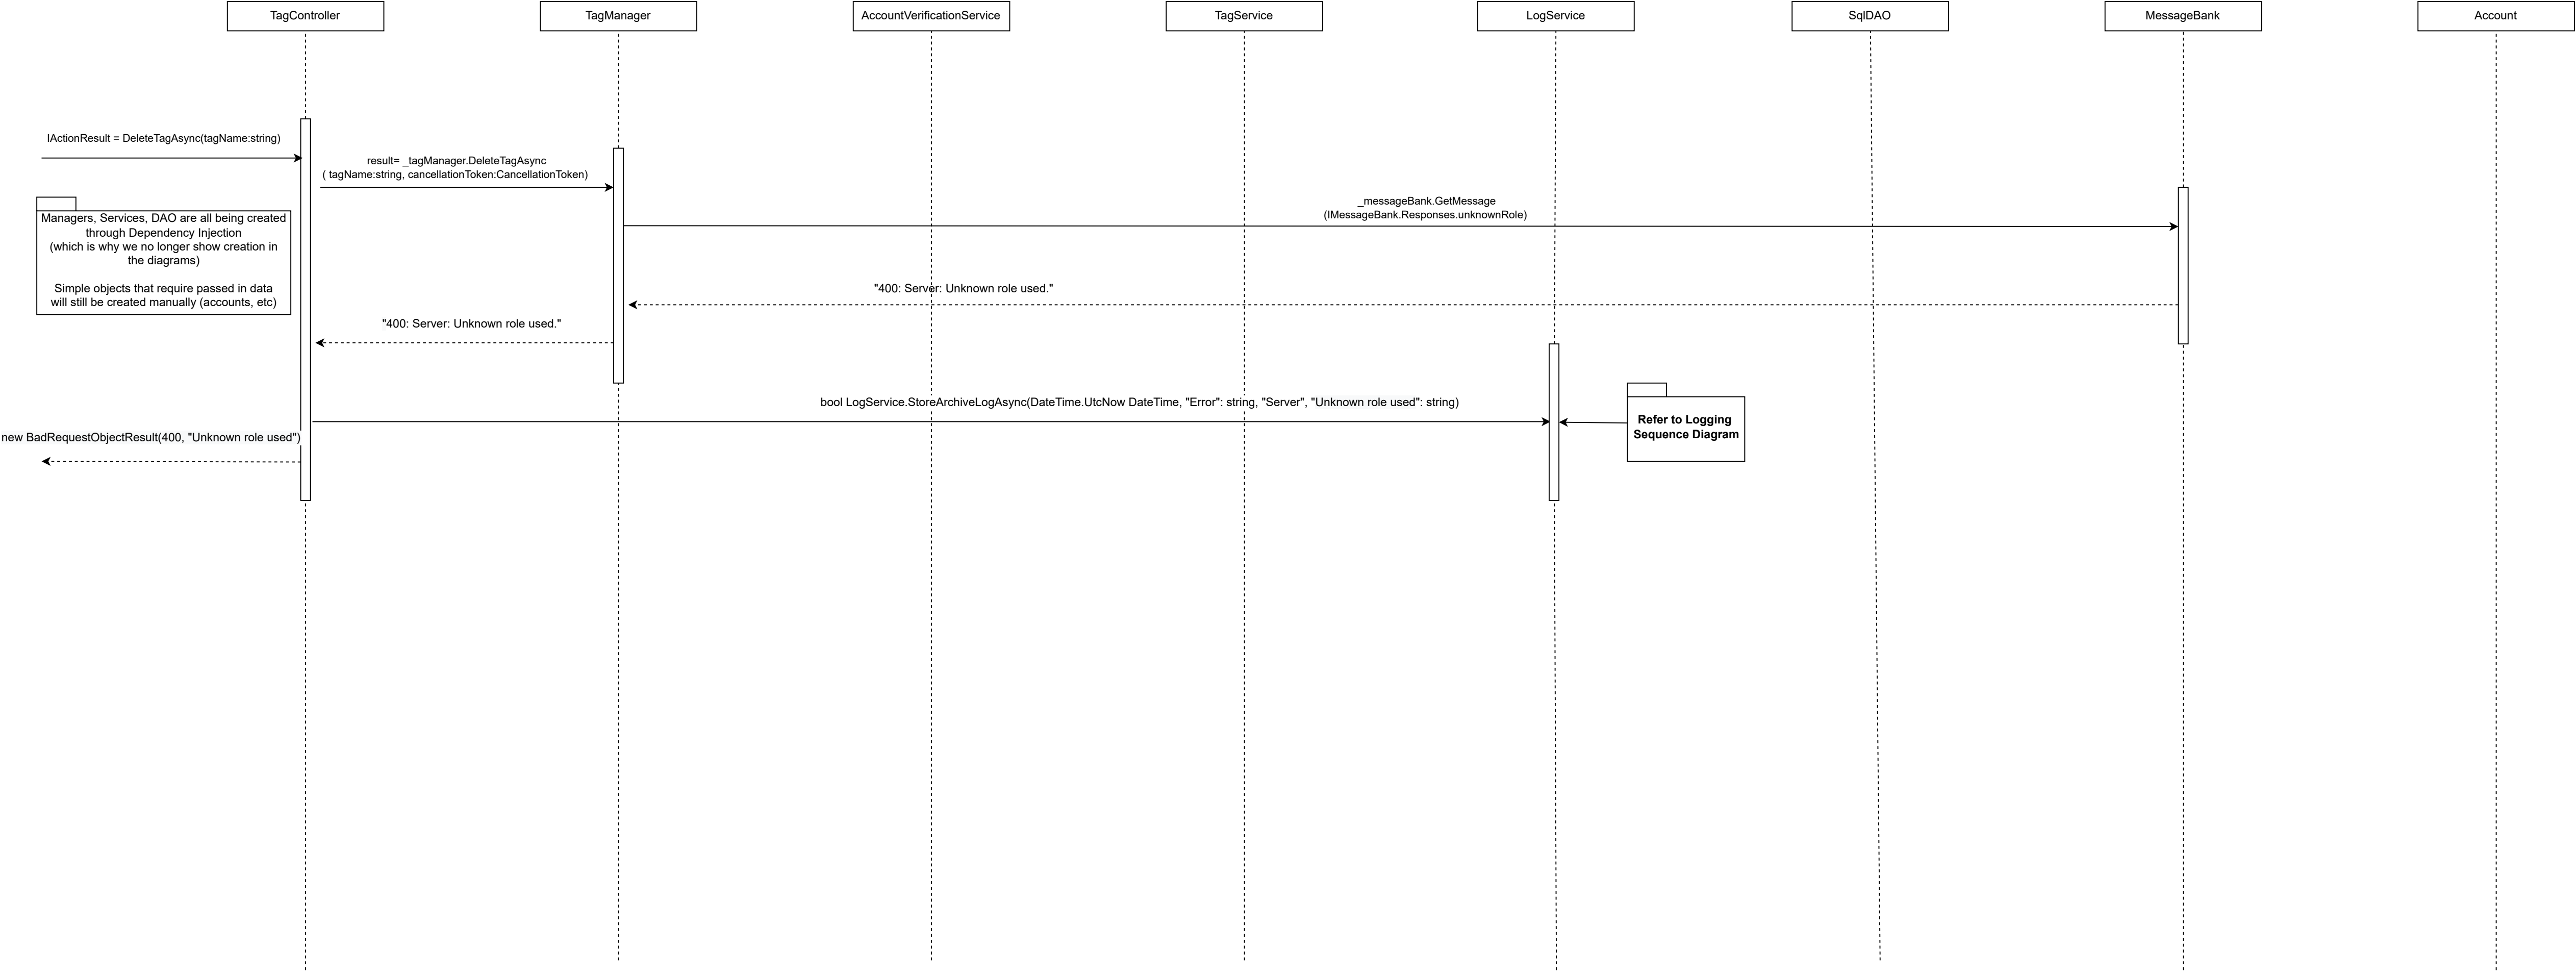 TagController
TagManager
AccountVerificationService
TagService
LogService
SqlDAO
MessageBank
Account
IActionResult = DeleteTagAsync(tagName:string)
result= _tagManager.DeleteTagAsync
( tagName:string, cancellationToken:CancellationToken)
_messageBank.GetMessage
(IMessageBank.Responses.unknownRole)
Managers, Services, DAO are all being created
through Dependency Injection
(which is why we no longer show creation in
the diagrams)
Simple objects that require passed in data
will still be created manually (accounts, etc)
"400: Server: Unknown role used."
"400: Server: Unknown role used."
bool LogService.StoreArchiveLogAsync(DateTime.UtcNow DateTime, "Error": string, "Server", "Unknown role used": string)
Refer to Logging
Sequence Diagram
new BadRequestObjectResult(400, "Unknown role used")